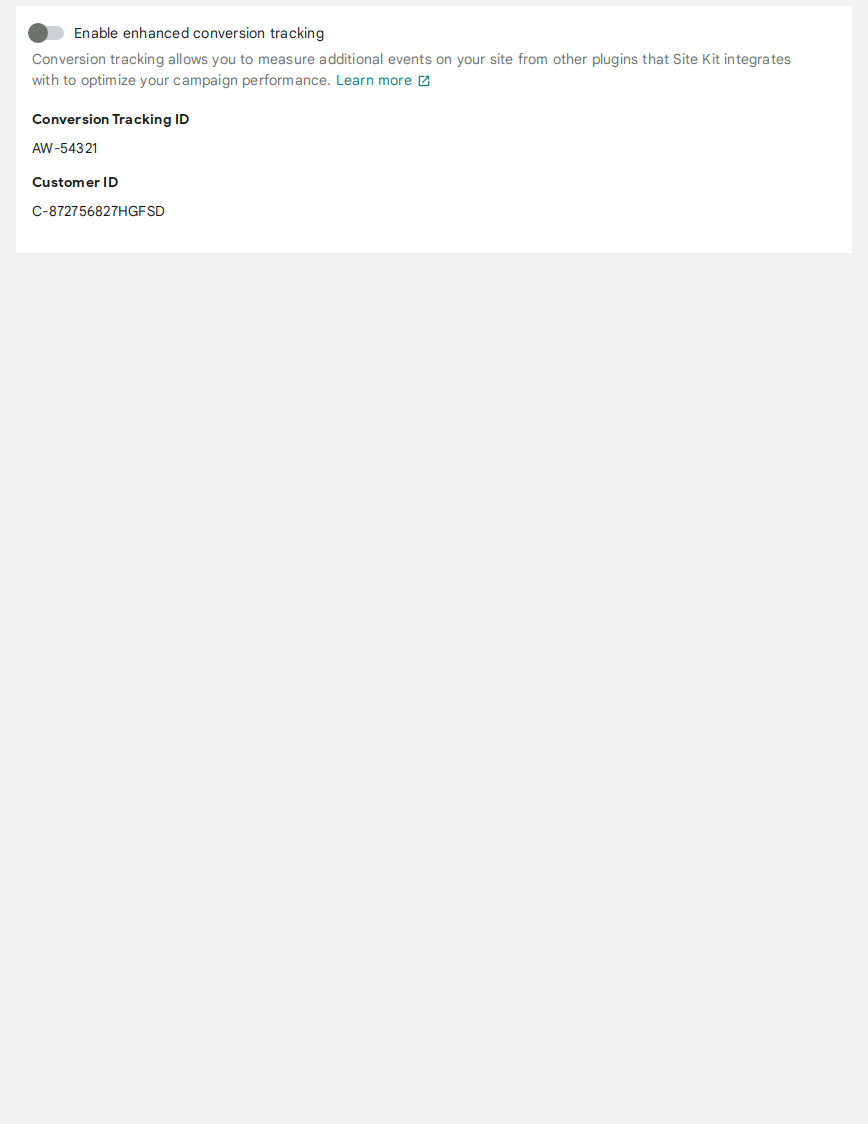 Enable enhanced conversion tracking
Conversion tracking allows you to measure additional events on your site from other plugins that Site Kit integrates
with to optimize your campaign performance. Learn more
Conversion Tracking ID
AW-54321
Customer ID
C-872756827HGFSD